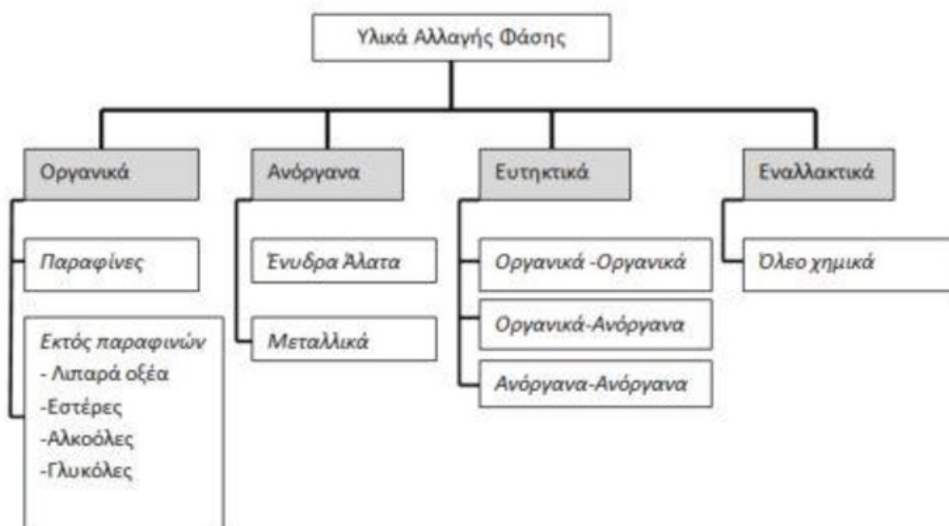 Υλικά Αλλαγής Φάσης
Οργανικά
Ανόργανα
Ευτηκτικά
Εναλλακτικά
Παραφίνες
Ένυδρα Άλατα
Οργανικά -Οργανικά
Όλεο χημικά
Εκτός παραφινών
- Λιπαρά οξέα
-Εστέρες
-Αλκοόλες
-Γλυκόλες
Μεταλλικά
Οργανικά-Ανόργανα
Ανόργανα-Ανόργανα